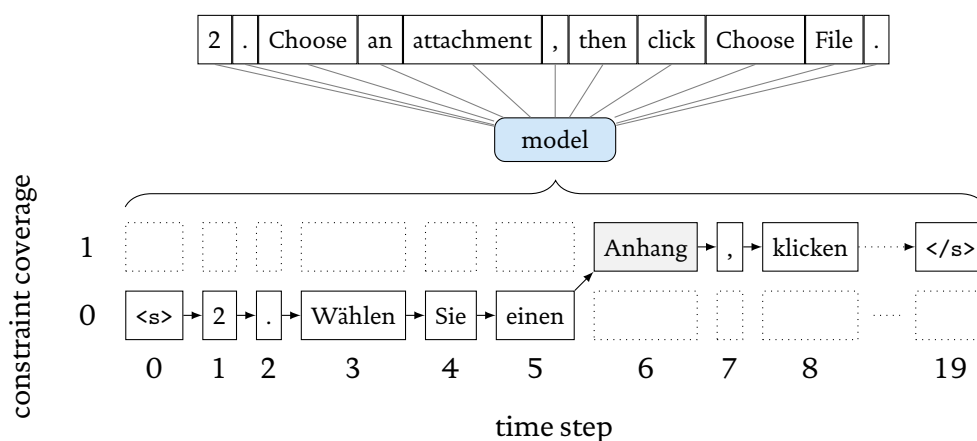 2 . Choose an attachment , then click Choose File .
model
constraint coverage
1 Anhang , klicken </s>
0 <s> 2 . Wählen Sie einen
0 1 2 3 4 5 6 7 8 19
time step